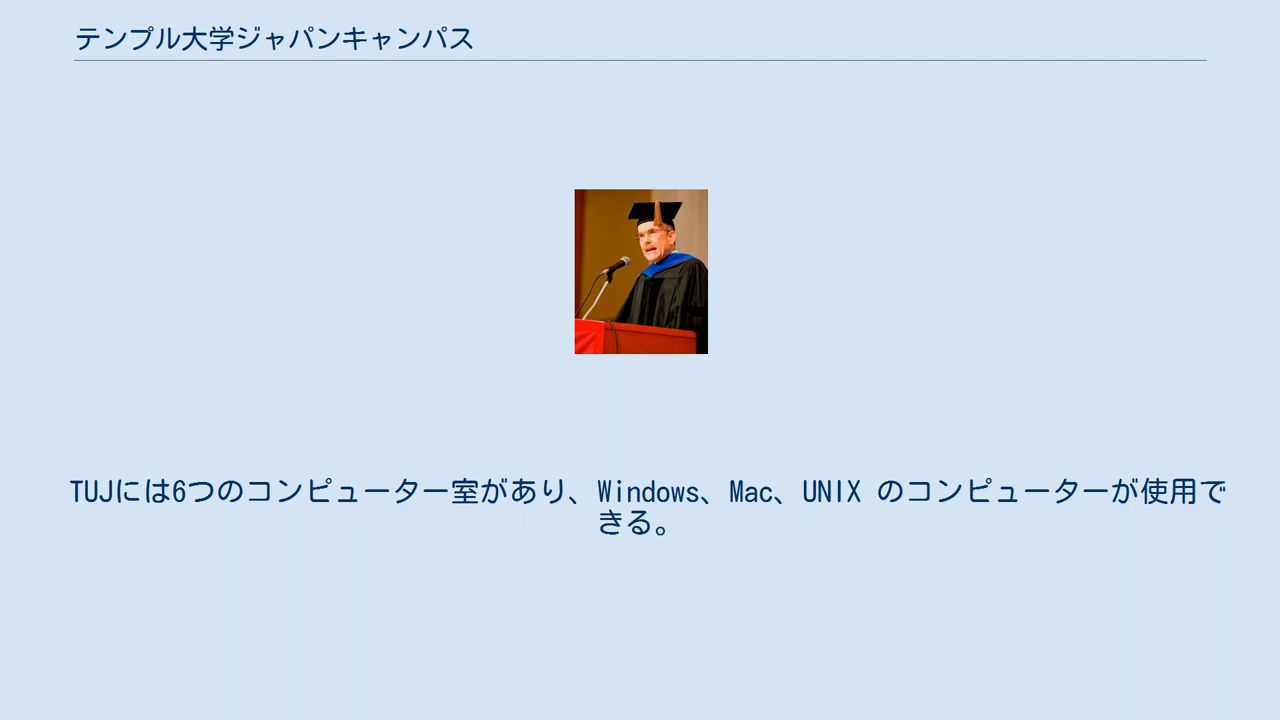 テンプル大学ジャパンキャンパス
TUJには6つのコンピューター室があり、Windows、Mac、UNIX のコンピューターが使用で
きる。